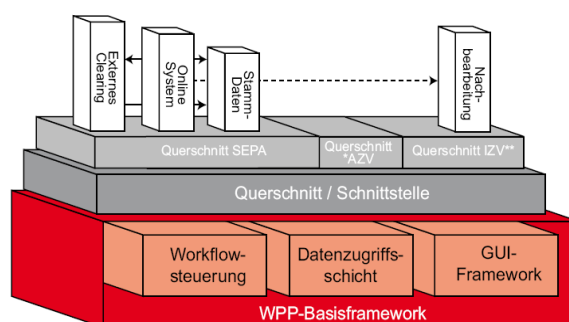 Externes
Clearing
Online
System
Stamm-
Daten
Nach-
bearbeitung
Querschnitt SEPA
Querschnitt
*AZV
Querschnitt IZV**
Querschnitt / Schnittstelle
Workflow-
steuerung
Datenzugriffs-
schicht
GUI-
Framework
WPP-Basisframework